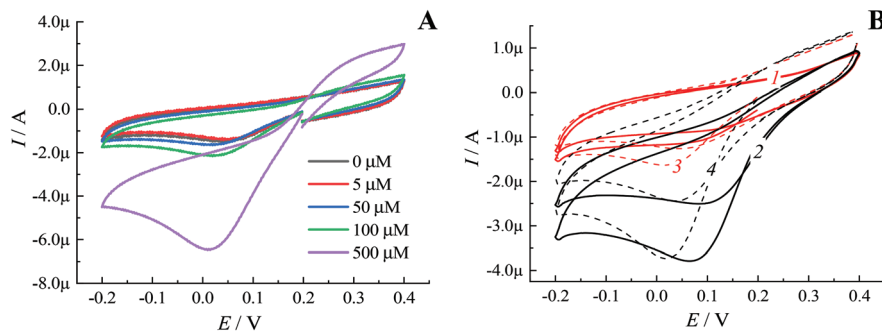 A
4.0µ
2.0µ
0.0
-2.0µ
-4.0µ
-6.0µ
-8.0µ
I / A
-0.2 -0.1 0.0 0.1 0.2 0.3 0.4
E / V
0 µM
5 µM
50 µM
100 µM
500 µM
B
1.0µ
0.0
-1.0µ
-2.0µ
-3.0µ
-4.0µ
I / A
-0.2 -0.1 0.0 0.1 0.2 0.3 0.4
E / V
1
2
3
4